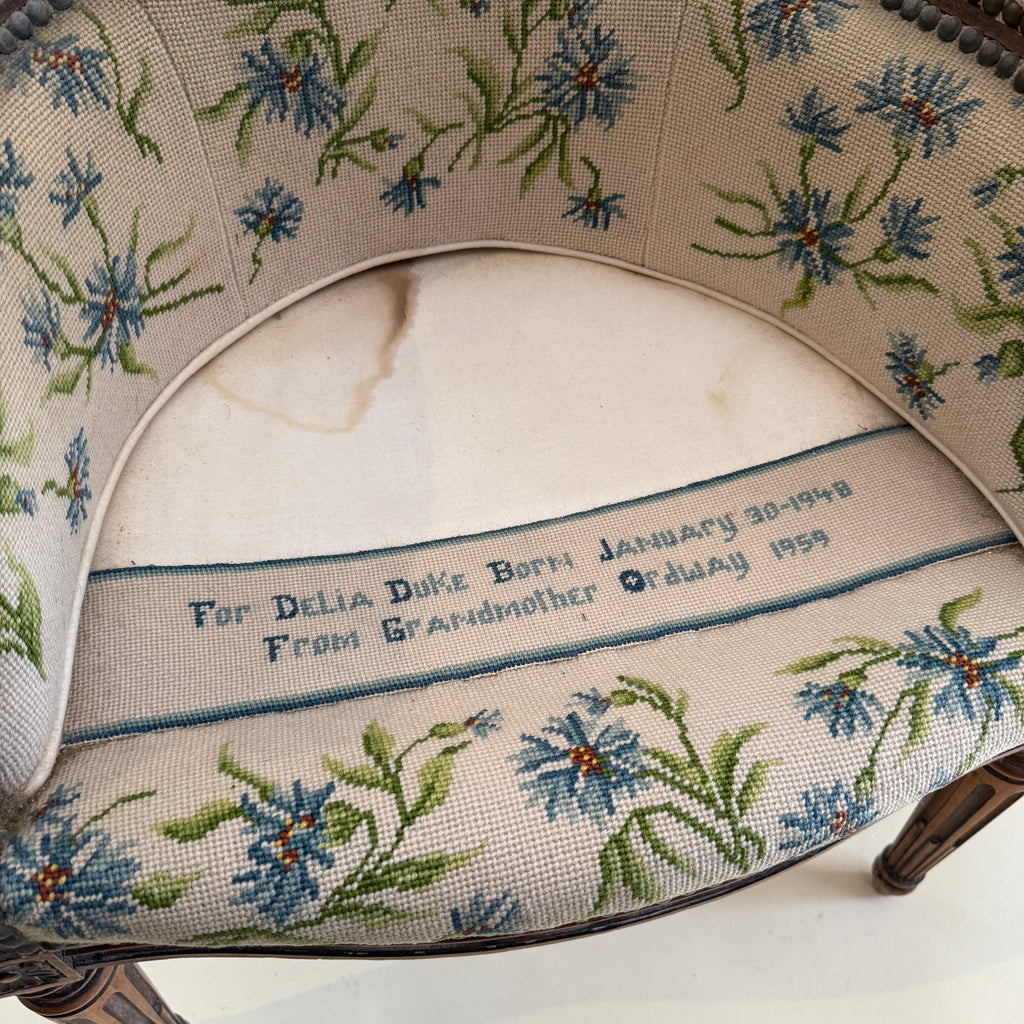 For Delia Duke Born January 30-1948
From Grandmother Ordway 1959